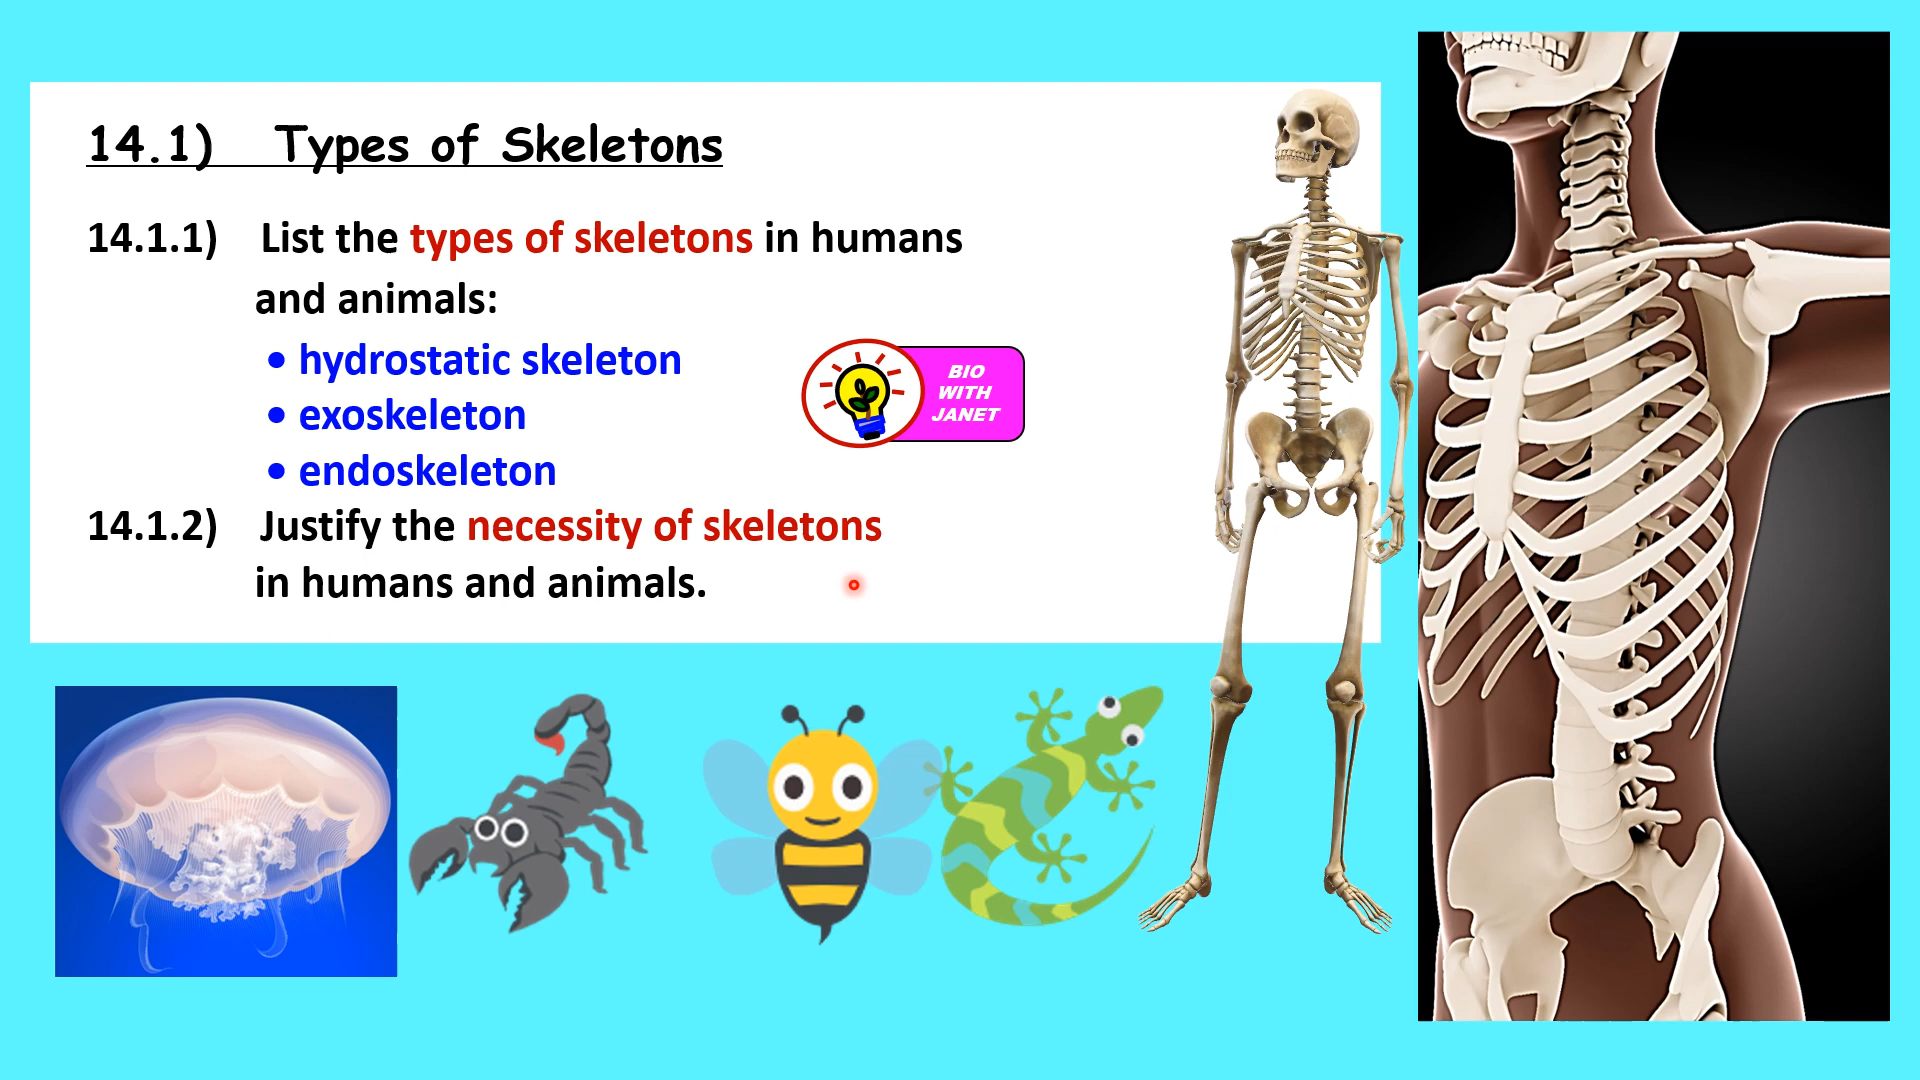 14.1) Types of Skeletons
14.1.1) List the types of skeletons in humans
and animals:
• hydrostatic skeleton
• exoskeleton
• endoskeleton
14.1.2) Justify the necessity of skeletons
in humans and animals.
BIO
WITH
JANET